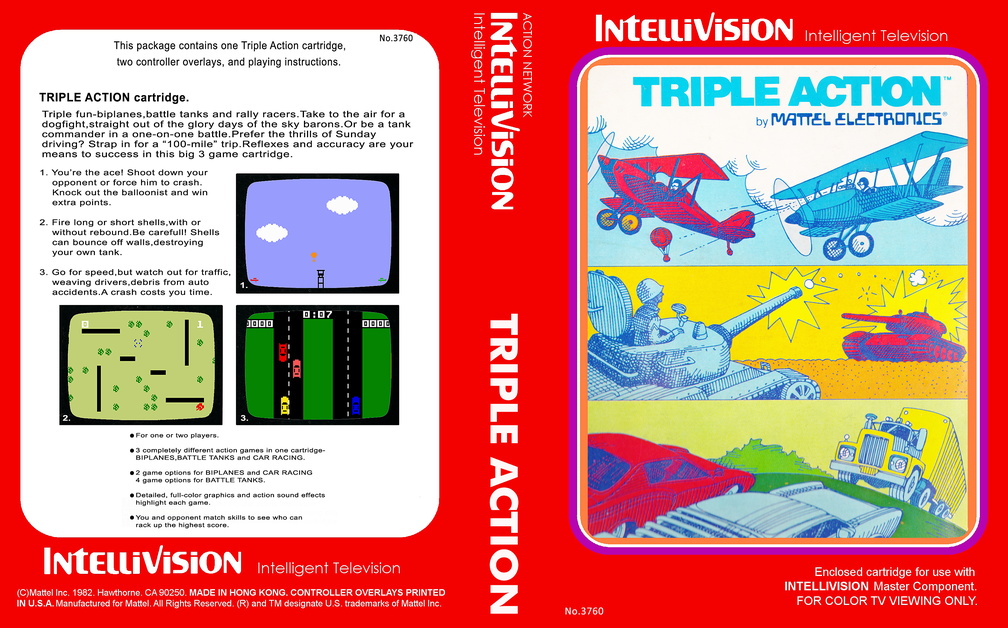 No.3760
This package contains one Triple Action cartridge,
two controller overlays, and playing instructions.
TRIPLE ACTION cartridge.
Triple fun-biplanes,battle tanks and rally racers.Take to the air for a
dogfight,straight out of the glory days of the sky barons.Or be a tank
commander in a one-on-one battle.Prefer the thrills of Sunday
driving? Strap in for a “100-mile” trip.Reflexes and accuracy are your
means to success in this big 3 game cartridge.
1. You're the ace! Shoot down your
opponent or force him to crash.
Knock out the balloonist and win
extra points.
2. Fire long or short shells,with or
without rebound.Be carefull! Shells
can bounce off walls,destroying
your own tank.
3. Go for speed,but watch out for traffic,
weaving drivers,debris from auto
accidents.A crash costs you time.
1.
0 1
2.
0000 0:07 0000
3.
● For one or two players.
● 3 completely different action games in one cartridge-
BIPLANES,BATTLE TANKS and CAR RACING.
● 2 game options for BIPLANES and CAR RACING
4 game options for BATTLE TANKS.
● Detailed, full-color graphics and action sound effects
highlight each game.
● You and opponent match skills to see who can
rack up the highest score.
INTELLIVISION Intelligent Television
(C)Mattel Inc. 1982. Hawthorne. CA 90250. MADE IN HONG KONG. CONTROLLER OVERLAYS PRINTED
IN U.S.A. Manufactured for Mattel. All Rights Reserved. (R) and TM designate U.S. trademarks of Mattel Inc.
ACTION NETWORK
INTELLIVISION
Intelligent Television
TRIPLE ACTION
INTELLIVISION Intelligent Television
TRIPLE ACTION™
by MATTEL ELECTRONICS®
Enclosed cartridge for use with
INTELLIVISION Master Component.
FOR COLOR TV VIEWING ONLY.
No.3760